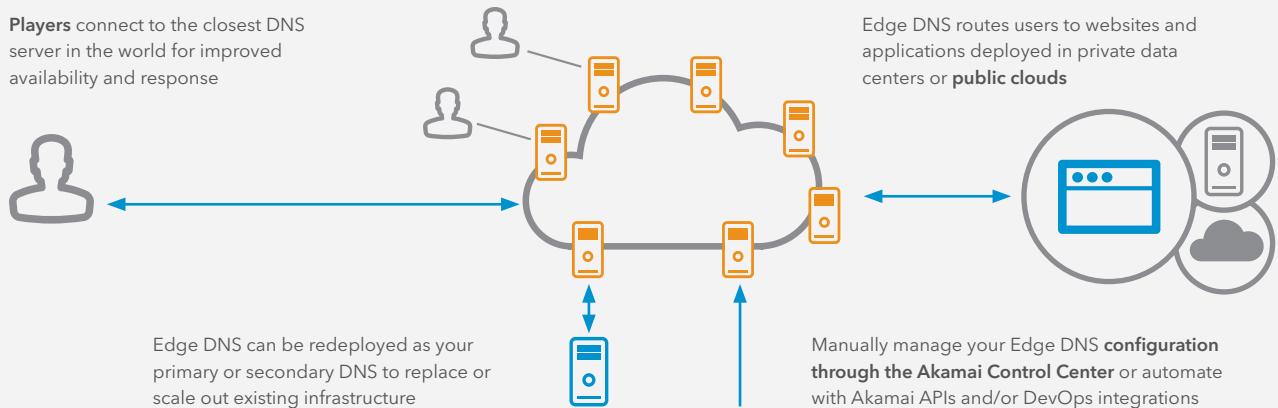 Players connect to the closest DNS
server in the world for improved
availability and response
Edge DNS routes users to websites and
applications deployed in private data
centers or public clouds
Edge DNS can be redeployed as your
primary or secondary DNS to replace or
scale out existing infrastructure
Manually manage your Edge DNS configuration
through the Akamai Control Center or automate
with Akamai APIs and/or DevOps integrations